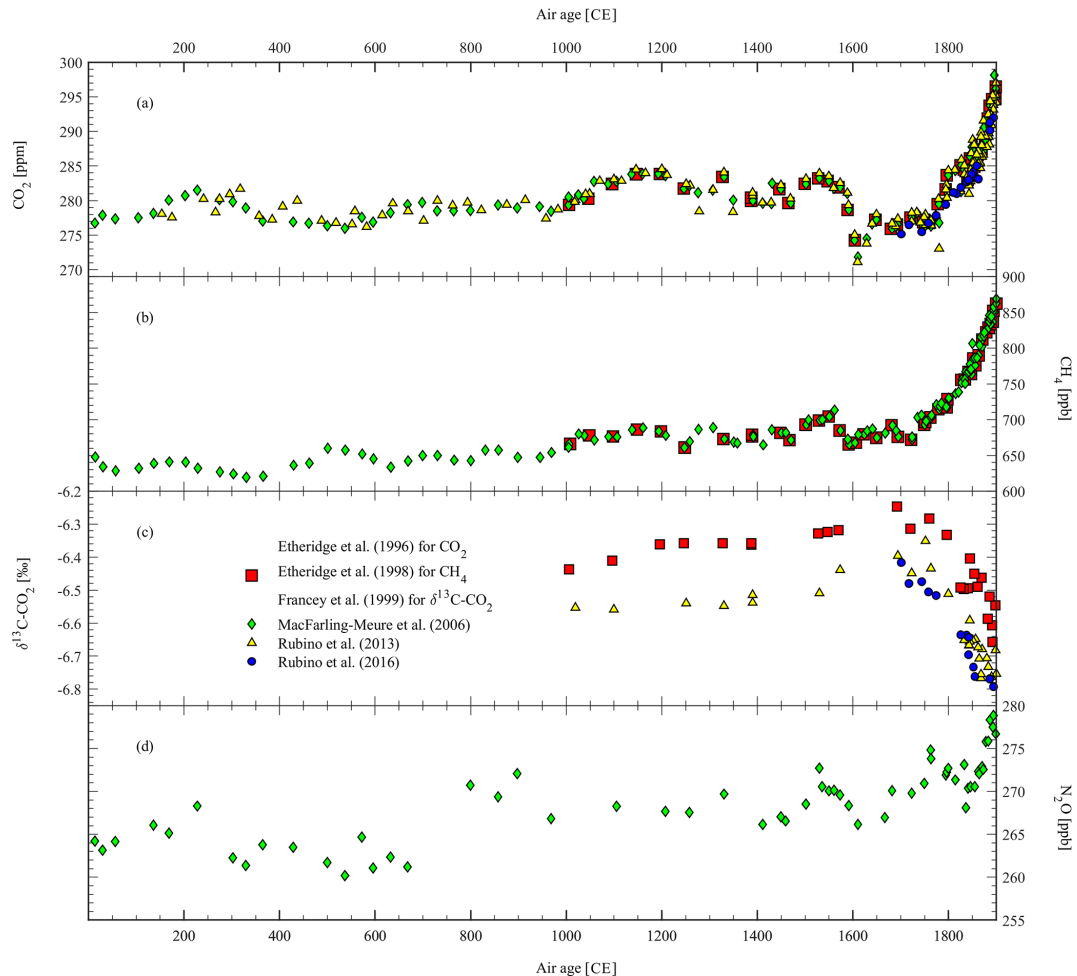 Air age [CE]
200 400 600 800 1000 1200 1400 1600 1800
300
295
290
285
280
275
270
CO₂ [ppm]
(a)
900
850
800
750
700
650
600
CH₄ [ppb]
(b)
-6.2
-6.3
-6.4
-6.5
-6.6
-6.7
-6.8
δ¹³C-CO₂ [‰]
(c)
Etheridge et al. (1996) for CO₂
Etheridge et al. (1998) for CH₄
Francey et al. (1999) for δ¹³C-CO₂
MacFarling-Meure et al. (2006)
Rubino et al. (2013)
Rubino et al. (2016)
280
275
270
265
260
255
N₂O [ppb]
(d)
200 400 600 800 1000 1200 1400 1600 1800
Air age [CE]